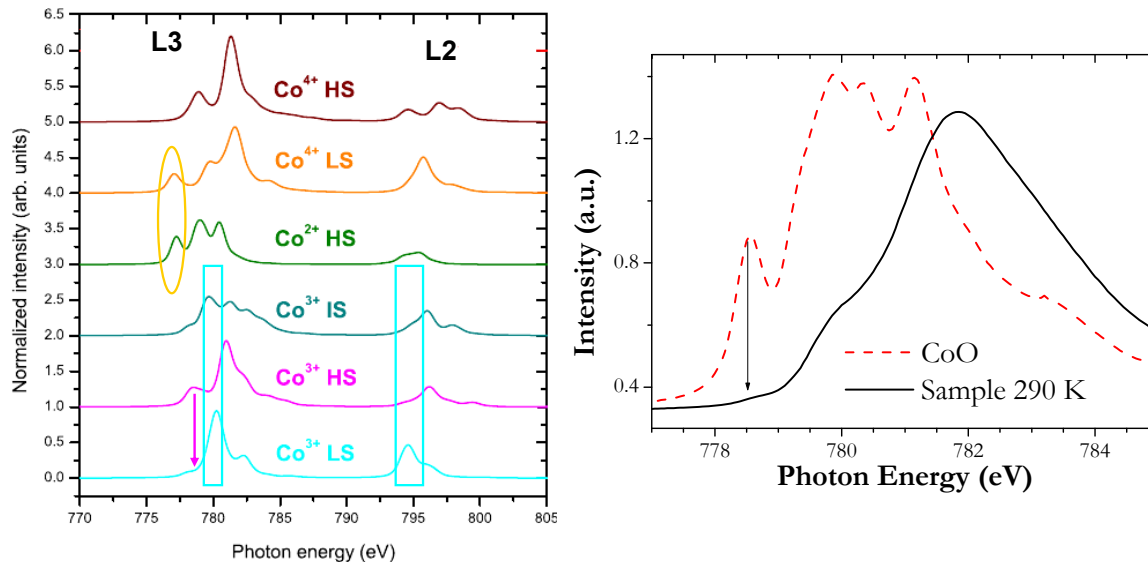 L3
L2
Normalized intensity (arb. units)
6.5
6.0
5.5
5.0
4.5
4.0
3.5
3.0
2.5
2.0
1.5
1.0
0.5
0.0
Co⁴⁺ HS
Co⁴⁺ LS
Co²⁺ HS
Co³⁺ IS
Co³⁺ HS
Co³⁺ LS
770 775 780 785 790 795 800 805
Photon energy (eV)
Intensity (a.u.)
1.2
0.8
0.4
CoO
Sample 290 K
778 780 782 784
Photon Energy (eV)